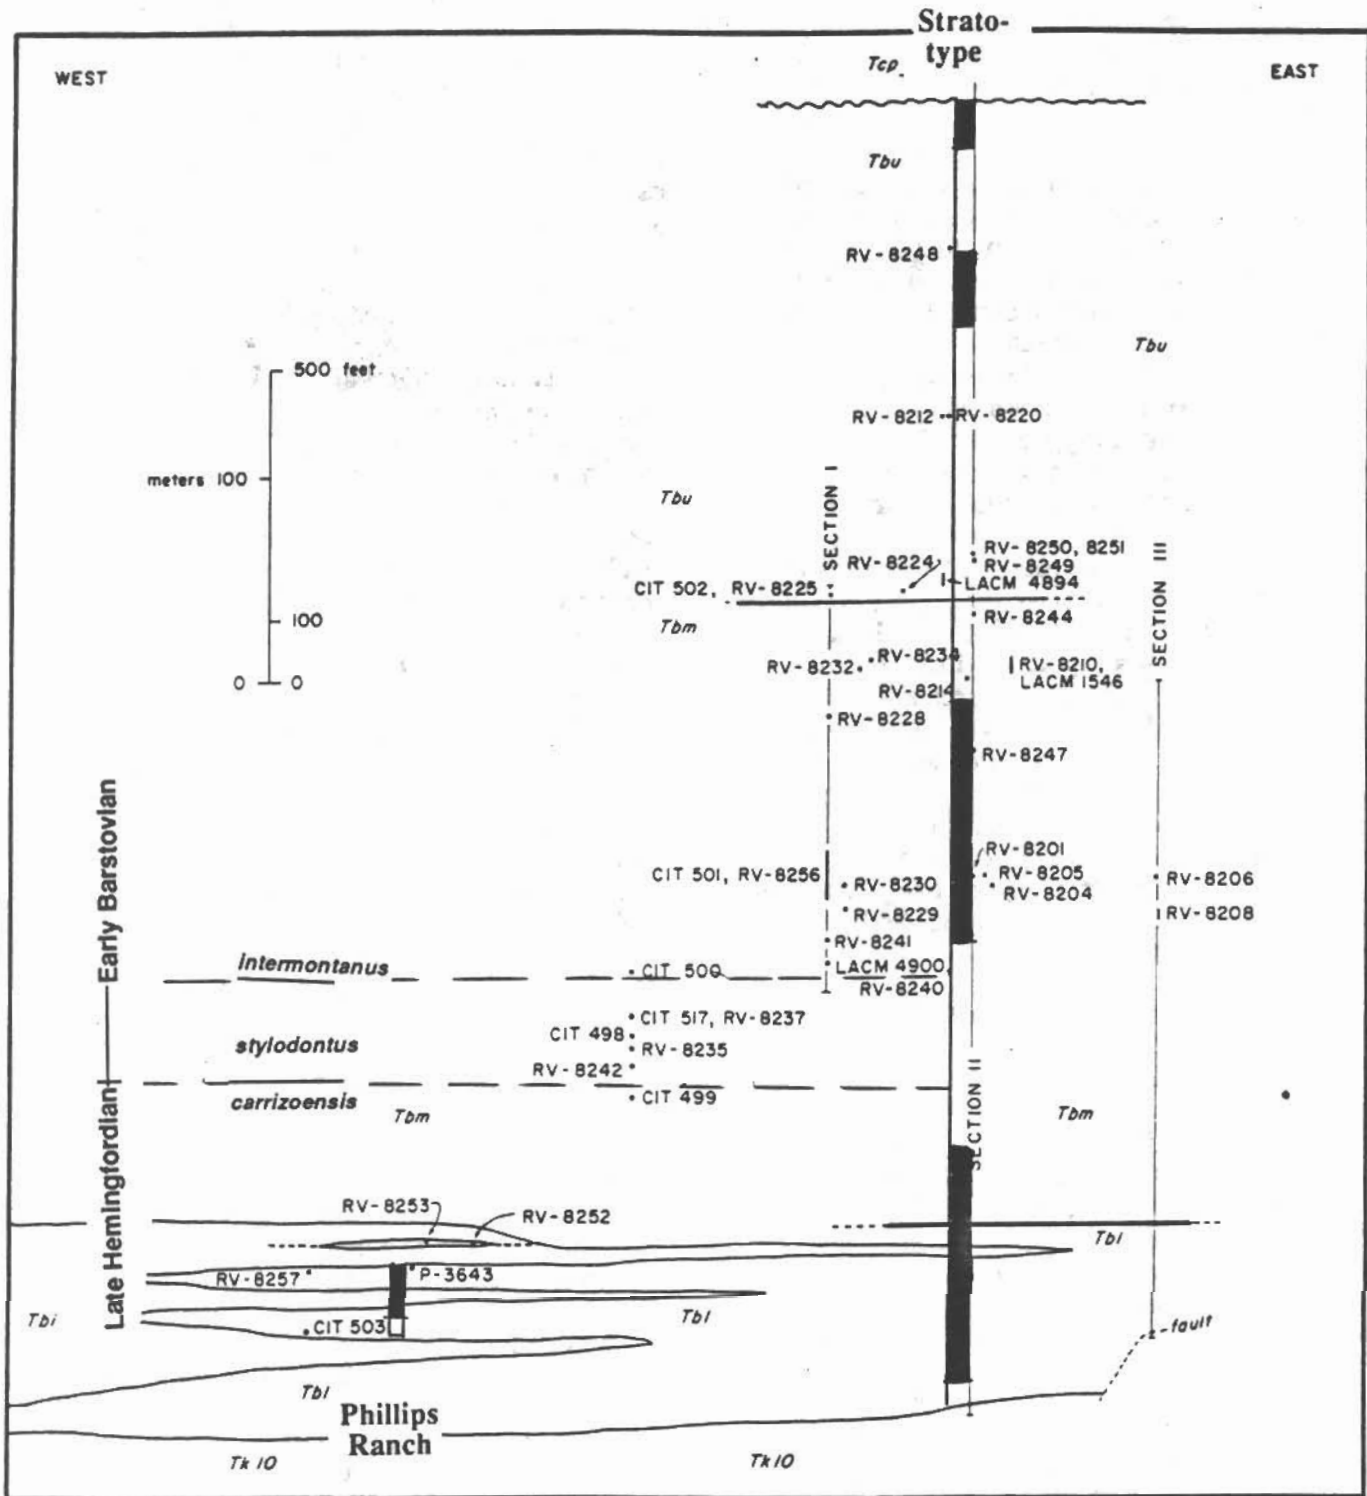 Strato-
type
WEST
Tcp
EAST
Tbu
RV-8248
Tbu
500 feet
RV-8212
RV-8220
meters 100
Tbu
SECTION I
RV-8250, 8251
RV-8249
RV-8224
LACM 4894
CIT 502, RV-8225
SECTION III
100
Tbm
RV-8244
RV-8234
RV-8232
RV-8210,
LACM 1546
0
0
RV-8214
RV-8228
RV-8247
Early Barstovian
RV-8201
CIT 501, RV-8256
RV-8230
RV-8205
RV-8204
RV-8206
RV-8229
RV-8208
RV-8241
intermontanus
CIT 500
LACM 4900
RV-8240
CIT 517, RV-8237
CIT 498
stylodontus
RV-8235
RV-8242
SECTION II
carrizoensis
CIT 499
Tbm
Tbm
Late Hemingfordian
RV-8253
RV-8252
Tbl
RV-8257
P-3643
Tbi
CIT 503
Tbl
fault
Tbl
Phillips
Ranch
Tk10
Tk10